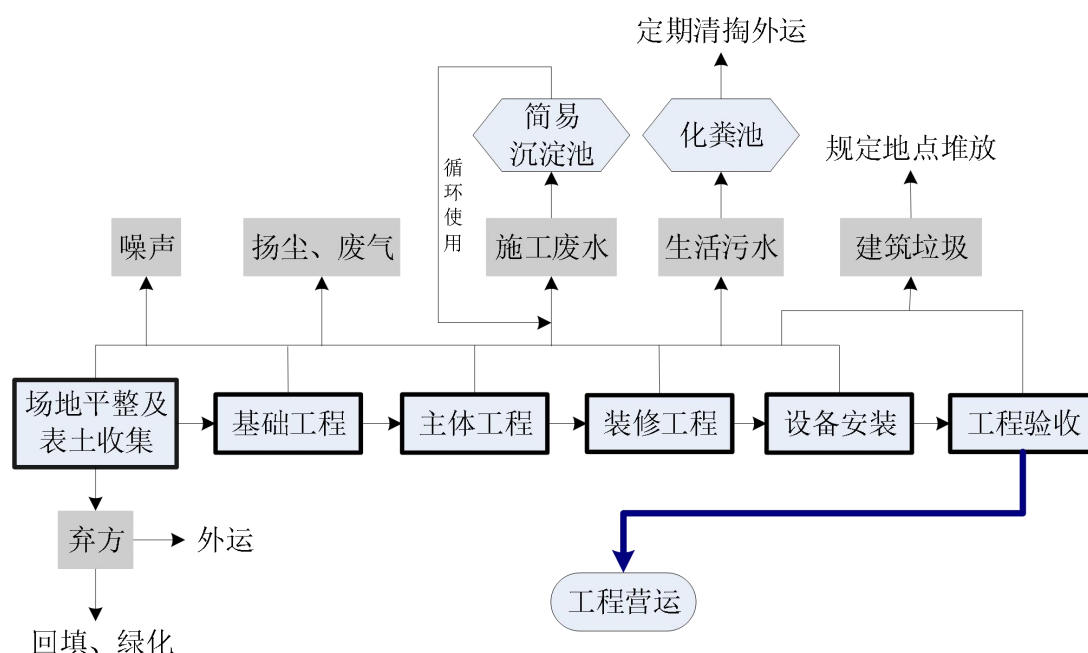 定期清掏外运
简易
沉淀池
化粪池
规定地点堆放
循环使用
噪声
扬尘、废气
施工废水
生活污水
建筑垃圾
场地平整及
表土收集
基础工程
主体工程
装修工程
设备安装
工程验收
弃方
外运
工程营运
回填、绿化